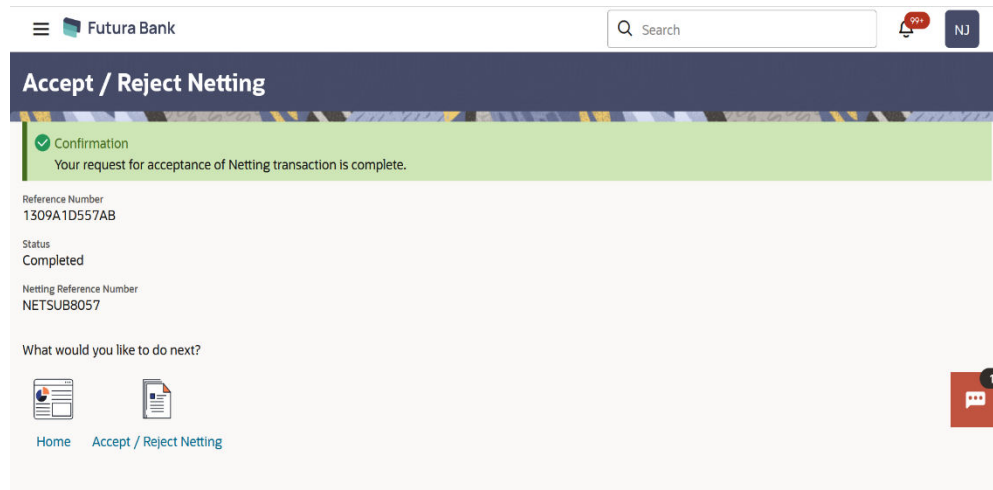 Futura Bank
Search
99+
NJ
Accept / Reject Netting
Confirmation
Your request for acceptance of Netting transaction is complete.
Reference Number
1309A1D557AB
Status
Completed
Netting Reference Number
NETSUB8057
What would you like to do next?
Home Accept / Reject Netting